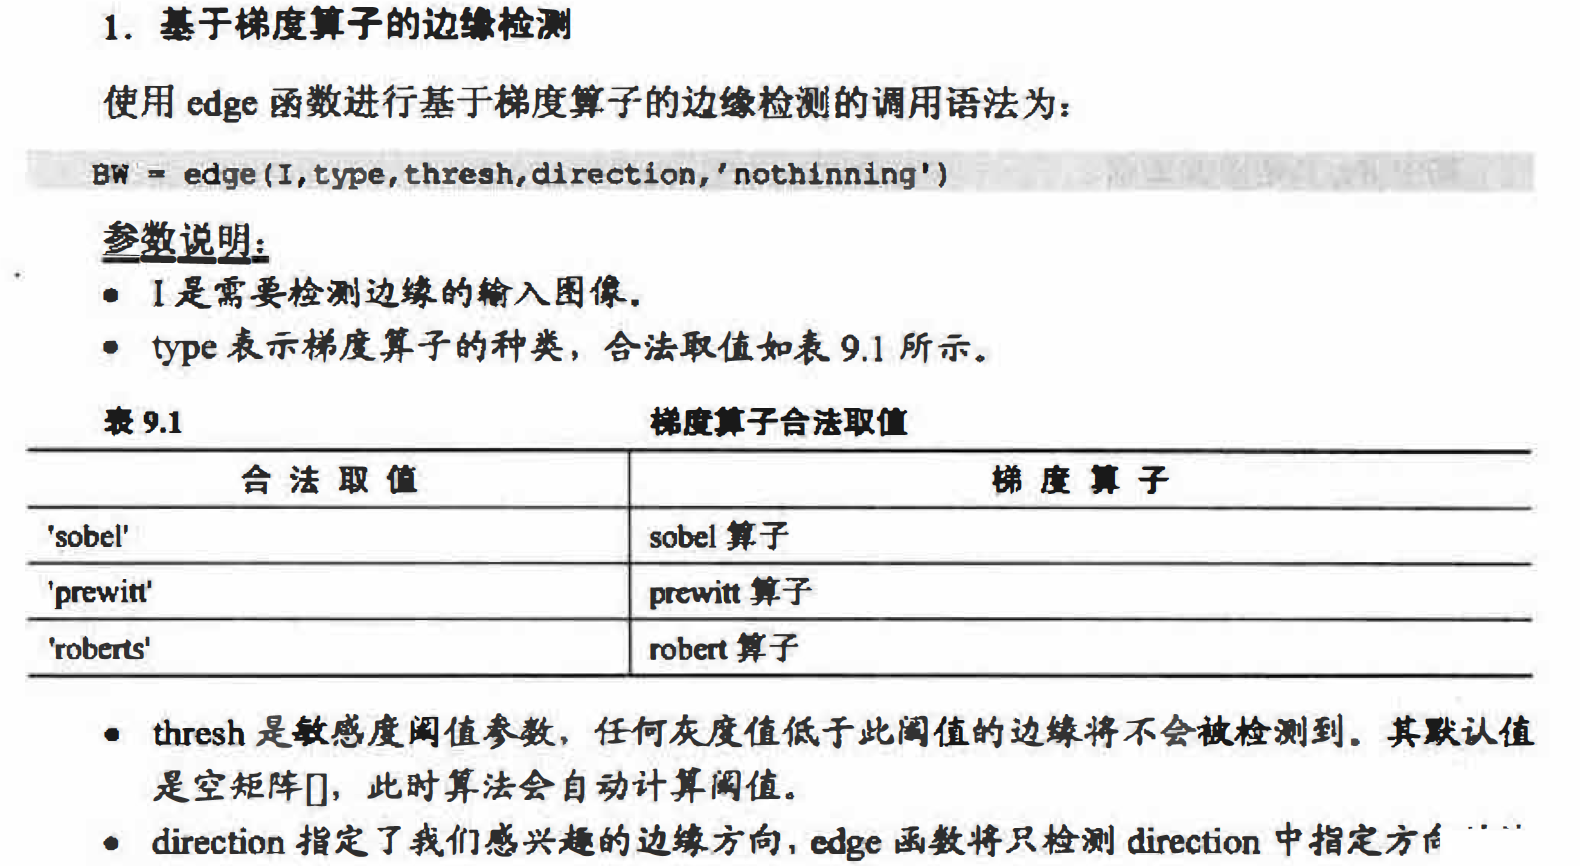 1. 基于梯度算子的边缘检测
使用 edge 函数进行基于梯度算子的边缘检测的调用语法为：
BW = edge(I,type,thresh,direction,'nothinning')
参数说明：
● I 是需要检测边缘的输入图像。
● type 表示梯度算子的种类，合法取值如表 9.1 所示。
表 9.1 梯度算子合法取值
合 法 取 值 梯 度 算 子
'sobel' sobel 算子
'prewitt' prewitt 算子
'roberts' robert 算子
● thresh 是敏感度阈值参数，任何灰度值低于此阈值的边缘将不会被检测到。其默认值
是空矩阵[]，此时算法会自动计算阈值。
● direction 指定了我们感兴趣的边缘方向，edge 函数将只检测 direction 中指定方向